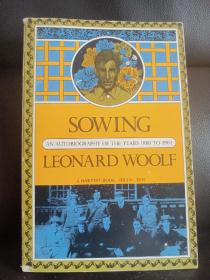 SOWING
AN AUTOBIOGRAPHY OF THE YEARS 1880 TO 1904
LEONARD WOOLF
A HARVEST BOOK